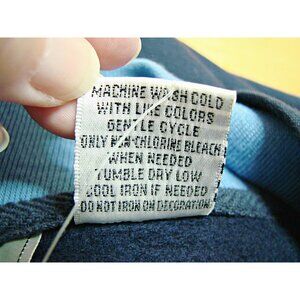 MACHINE WASH COLD
WITH LIKE COLORS
GENTLE CYCLE
ONLY NON-CHLORINE BLEACH
WHEN NEEDED
TUMBLE DRY LOW
COOL IRON IF NEEDED
DO NOT IRON ON DECORATION